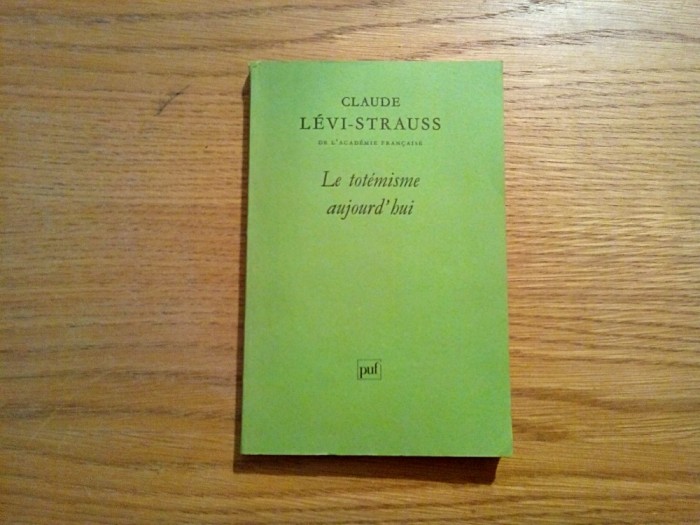 CLAUDE
LÉVI-STRAUSS
DE L'ACADÉMIE FRANÇAISE
Le totémisme
aujourd'hui
puf